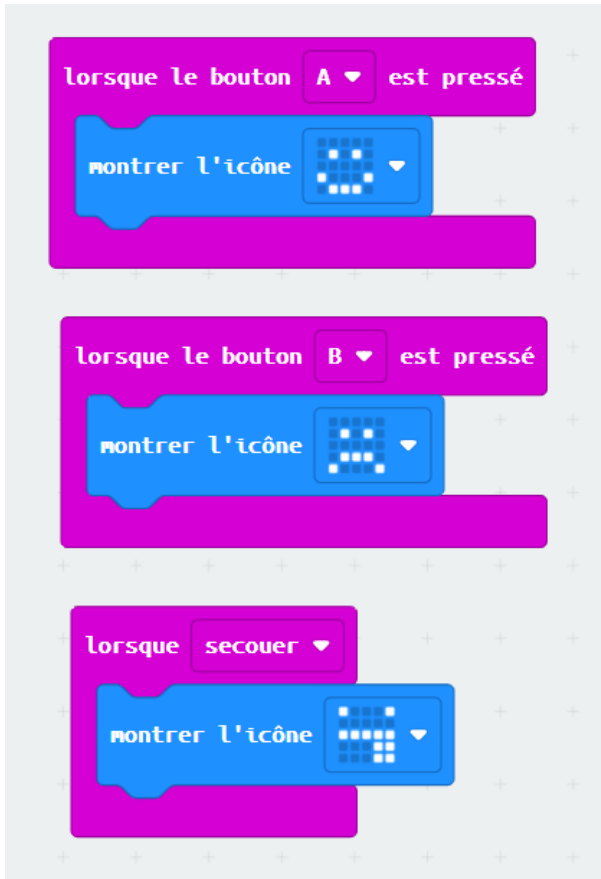 lorsque le bouton A est pressé
montrer l'icône
lorsque le bouton B est pressé
montrer l'icône
lorsque secouer
montrer l'icône